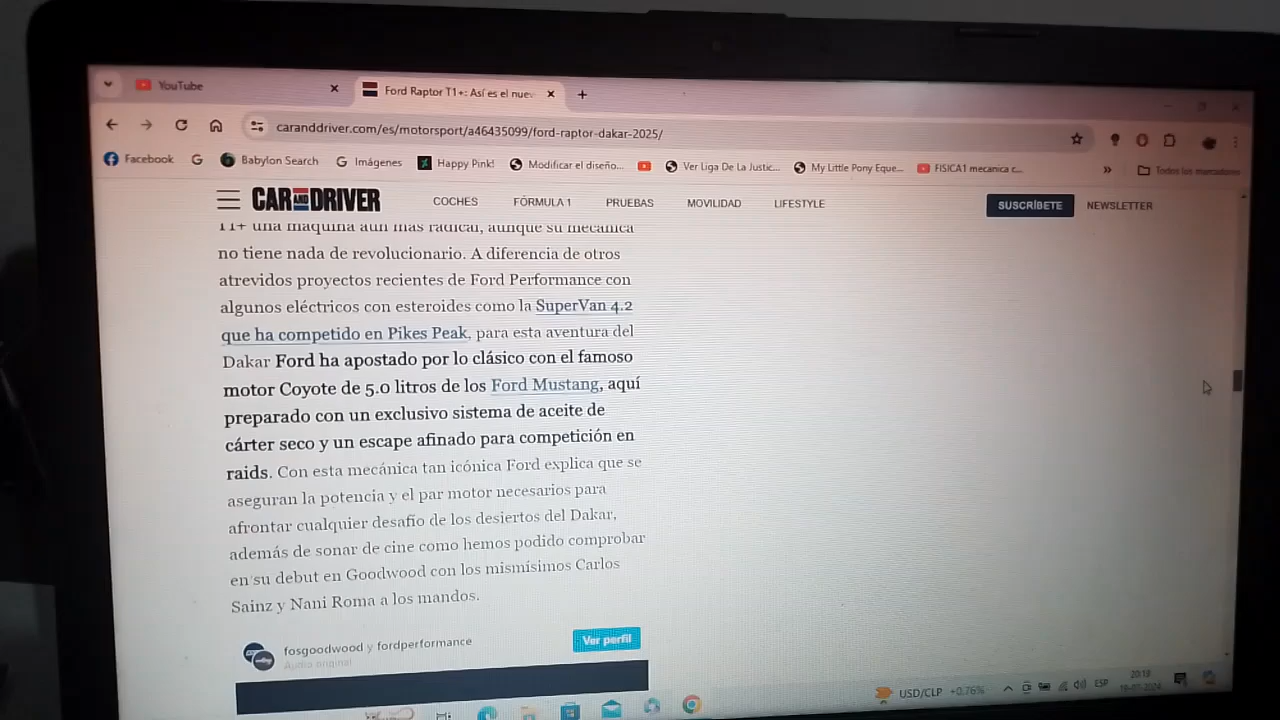 YouTube
Ford Raptor T1+: Así es el nue
caranddriver.com/es/motorsport/a46435099/ford-raptor-dakar-2025/
Facebook
Babylon Search
Imágenes
Happy Pink!
Modificar el diseño...
Ver Liga De La Justic...
My Little Pony Eque...
FISICA1 mecanica c...
»
Todos los marcadores
CAR AND DRIVER
COCHES
FÓRMULA 1
PRUEBAS
MOVILIDAD
LIFESTYLE
SUSCRÍBETE
NEWSLETTER
T1+ una máquina aún más radical, aunque su mecánica
no tiene nada de revolucionario. A diferencia de otros
atrevidos proyectos recientes de Ford Performance con
algunos eléctricos con esteroides como la SuperVan 4.2
que ha competido en Pikes Peak, para esta aventura del
Dakar Ford ha apostado por lo clásico con el famoso
motor Coyote de 5.0 litros de los Ford Mustang, aquí
preparado con un exclusivo sistema de aceite de
cárter seco y un escape afinado para competición en
raids. Con esta mecánica tan icónica Ford explica que se
aseguran la potencia y el par motor necesarios para
afrontar cualquier desafío de los desiertos del Dakar,
además de sonar de cine como hemos podido comprobar
en su debut en Goodwood con los mismísimos Carlos
Sainz y Nani Roma a los mandos.
fosgoodwood y fordperformance
Audio original
Ver perfil
USD/CLP +0.76%
ESP
20:19